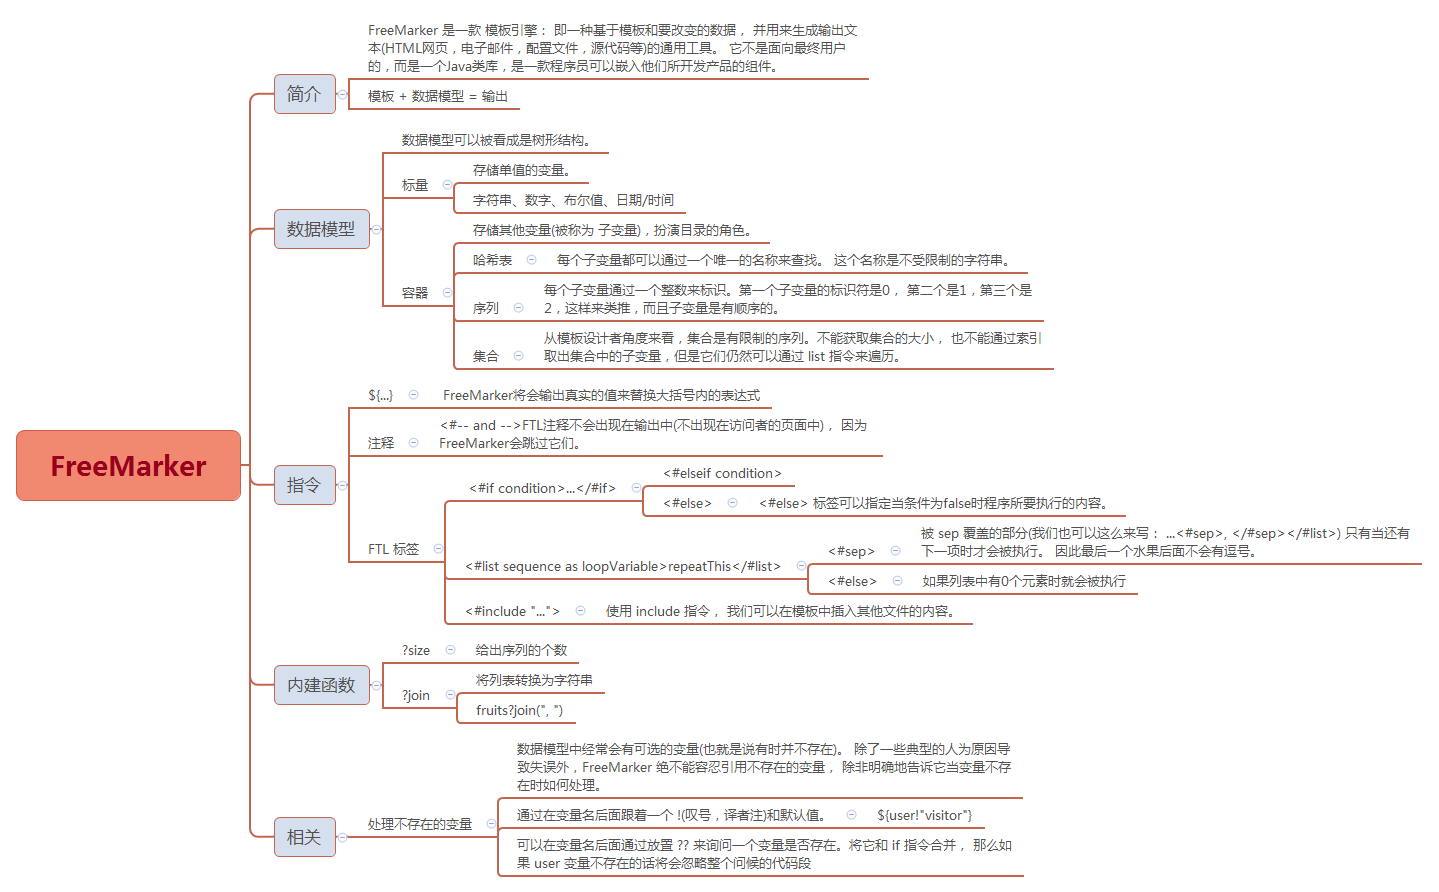 FreeMarker
简介
FreeMarker 是一款 模板引擎： 即一种基于模板和要改变的数据， 并用来生成输出文
本(HTML网页，电子邮件，配置文件，源代码等)的通用工具。 它不是面向最终用户
的，而是一个Java类库，是一款程序员可以嵌入他们所开发产品的组件。
模板 + 数据模型 = 输出
数据模型
数据模型可以被看成是树形结构。
标量
存储单值的变量。
字符串、数字、布尔值、日期/时间
容器
存储其他变量(被称为 子变量)，扮演目录的角色。
哈希表
每个子变量都可以通过一个唯一的名称来查找。 这个名称是不受限制的字符串。
序列
每个子变量通过一个整数来标识。第一个子变量的标识符是0， 第二个是1，第三个是
2，这样来类推，而且子变量是有顺序的。
集合
从模板设计者角度来看，集合是有限制的序列。不能获取集合的大小， 也不能通过索引
取出集合中的子变量，但是它们仍然可以通过 list 指令来遍历。
指令
${...}
FreeMarker将会输出真实的值来替换大括号内的表达式
注释
<#-- and -->FTL注释不会出现在输出中(不出现在访问者的页面中)， 因为
FreeMarker会跳过它们。
FTL 标签
<#if condition>...</#if>
<#elseif condition>
<#else>
<#else> 标签可以指定当条件为false时程序所要执行的内容。
<#list sequence as loopVariable>repeatThis</#list>
<#sep>
被 sep 覆盖的部分(我们也可以这么来写： ...<#sep>, </#sep></#list>) 只有当还有
下一项时才会被执行。 因此最后一个水果后面不会有逗号。
<#else>
如果列表中有0个元素时就会被执行
<#include "...">
使用 include 指令， 我们可以在模板中插入其他文件的内容。
内建函数
?size
给出序列的个数
?join
将列表转换为字符串
fruits?join(", ")
相关
处理不存在的变量
数据模型中经常会有可选的变量(也就是说有时并不存在)。 除了一些典型的人为原因导
致失误外，FreeMarker 绝不能容忍引用不存在的变量， 除非明确地告诉它当变量不存
在时如何处理。
通过在变量名后面跟着一个 !(叹号，译者注)和默认值。
${user!"visitor"}
可以在变量名后面通过放置 ?? 来询问一个变量是否存在。将它和 if 指令合并， 那么如
果 user 变量不存在的话将会忽略整个问候的代码段